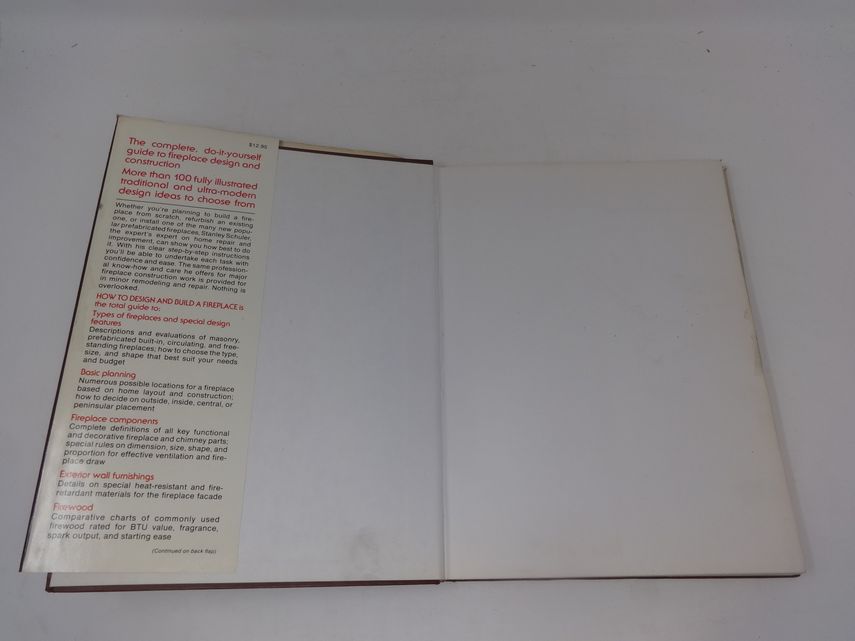 $12.95
The complete, do-it-yourself
guide to fireplace design and
construction
More than 100 fully illustrated
traditional and ultra-modern
design ideas to choose from
Whether you're planning to build a fire-
place from scratch, refurbish an existing
one, or install one of the many new popu-
lar prefabricated fireplaces, Stanley Schuler,
the expert's expert on home repair and
improvement, can show you how best to do
it. With his clear step-by-step instructions
you'll be able to undertake each task with
confidence and ease. The same profession-
al know-how and care he offers for major
fireplace construction work is provided for
in minor remodeling and repair. Nothing is
overlooked.
HOW TO DESIGN AND BUILD A FIREPLACE is
the total guide to:
Types of fireplaces and special design
features
Descriptions and evaluations of masonry,
prefabricated built-in, circulating, and free-
standing fireplaces; how to choose the type,
size, and shape that best suit your needs
and budget
Basic planning
Numerous possible locations for a fireplace
based on home layout and construction;
how to decide on outside, inside, central, or
peninsular placement
Fireplace components
Complete definitions of all key functional
and decorative fireplace and chimney parts;
special rules on dimension, size, shape, and
proportion for effective ventilation and fire-
place draw
Exterior wall furnishings
Details on special heat-resistant and fire-
retardant materials for the fireplace facade
Firewood
Comparative charts of commonly used
firewood rated for BTU value, fragrance,
spark output, and starting ease
(Continued on back flap)